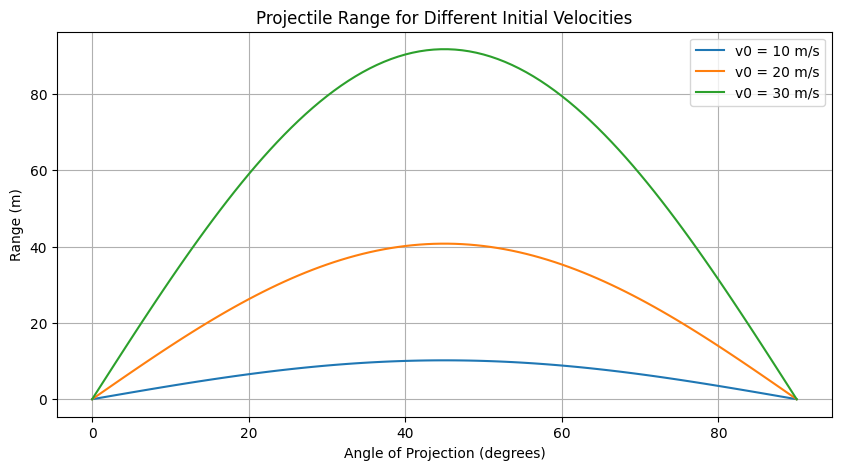 Projectile Range for Different Initial Velocities
v0 = 10 m/s
v0 = 20 m/s
v0 = 30 m/s
Range (m)
80
60
40
20
0
0 20 40 60 80
Angle of Projection (degrees)